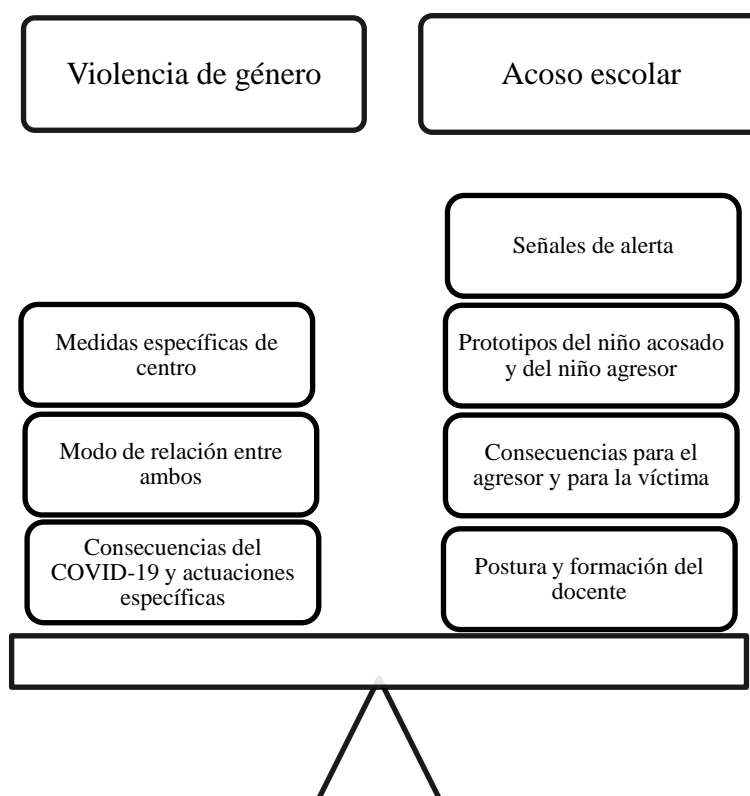 Violencia de género
Acoso escolar
Señales de alerta
Medidas específicas de
centro
Prototipos del niño acosado
y del niño agresor
Modo de relación entre
ambos
Consecuencias para el
agresor y para la víctima
Consecuencias del
COVID-19 y actuaciones
específicas
Postura y formación del
docente